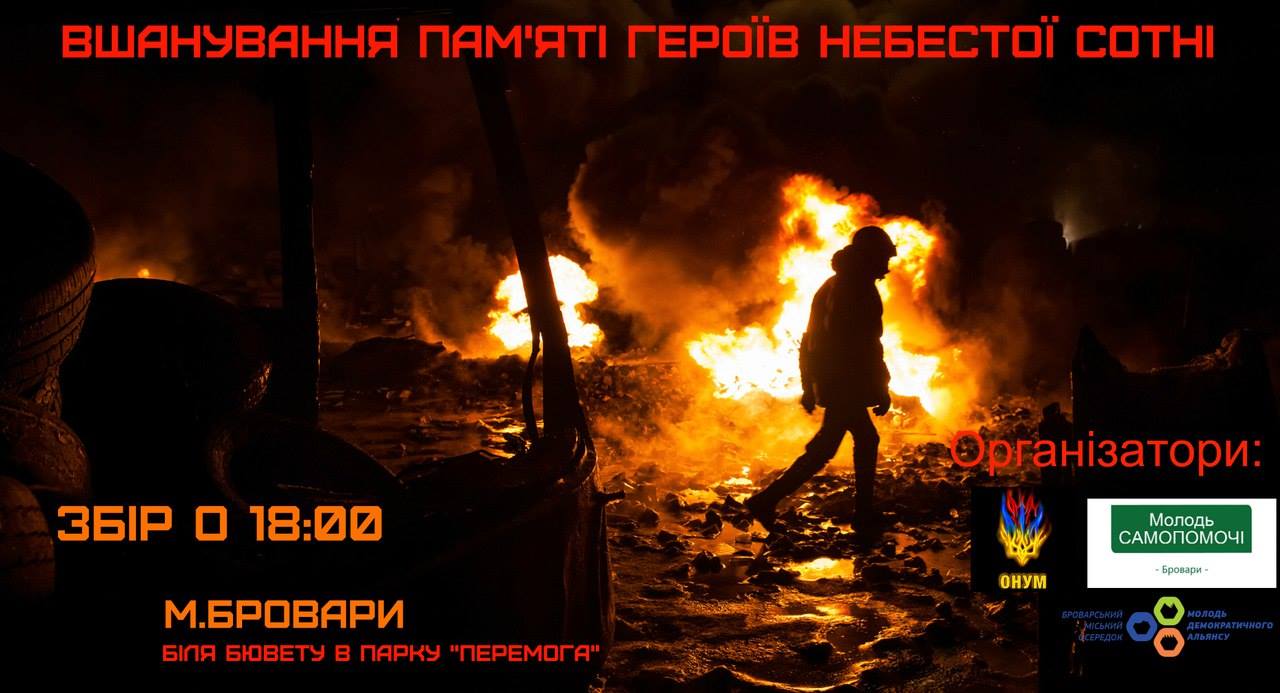 ВШАНУВАННЯ ПАМ'ЯТІ ГЕРОЇВ НЕБЕСТОЇ СОТНІ
Організатори:
ЗБІР О 18:00
ОНУМ
Молодь
САМОПОМОЧІ
- Бровари -
М.БРОВАРИ
БІЛЯ БЮВЕТУ В ПАРКУ "ПЕРЕМОГА"
БРОВАРСЬКИЙ
МІСЬКИЙ
ОСЕРЕДОК
МОЛОДЬ
ДЕМОКРАТИЧНОГО
АЛЬЯНСУ